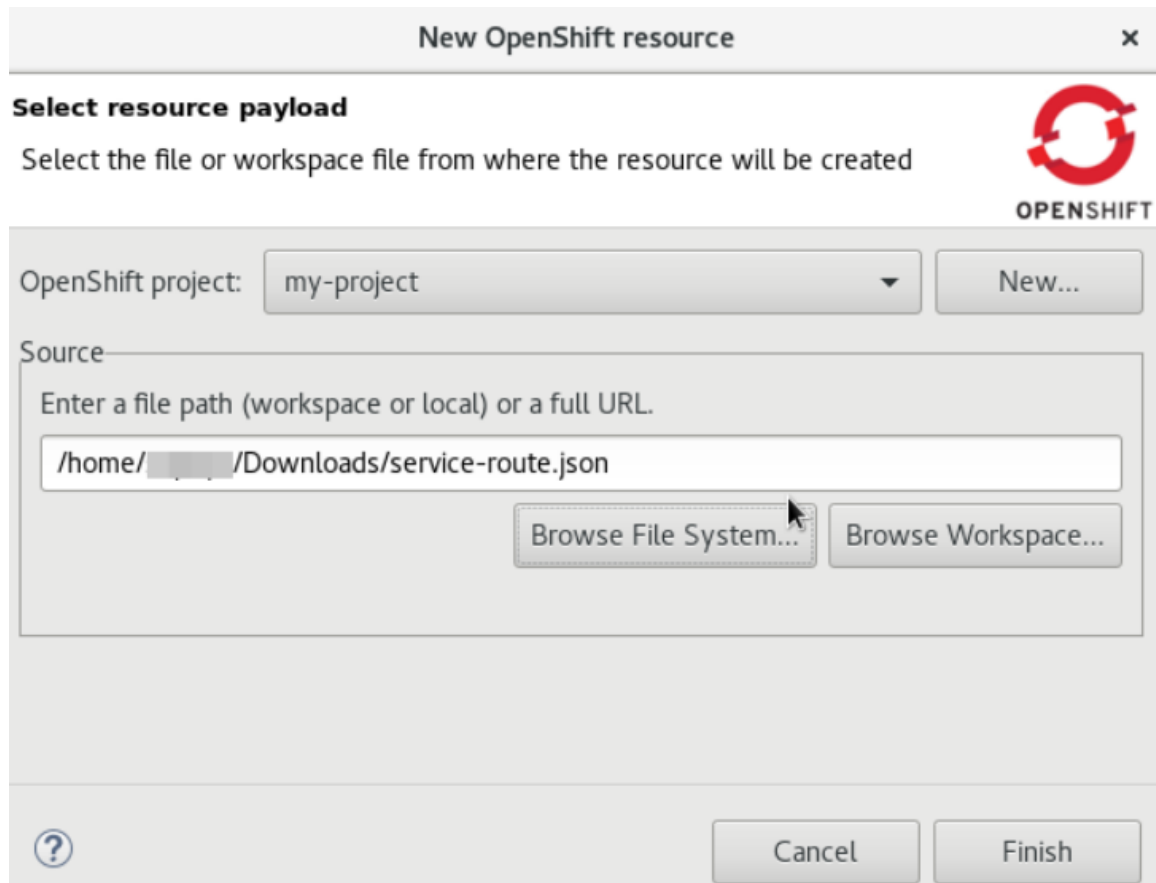 New OpenShift resource ×
Select resource payload
Select the file or workspace file from where the resource will be created
OPENSHIFT
OpenShift project: my-project New...
Source
Enter a file path (workspace or local) or a full URL.
/home/ /Downloads/service-route.json
Browse File System... Browse Workspace...
? Cancel Finish